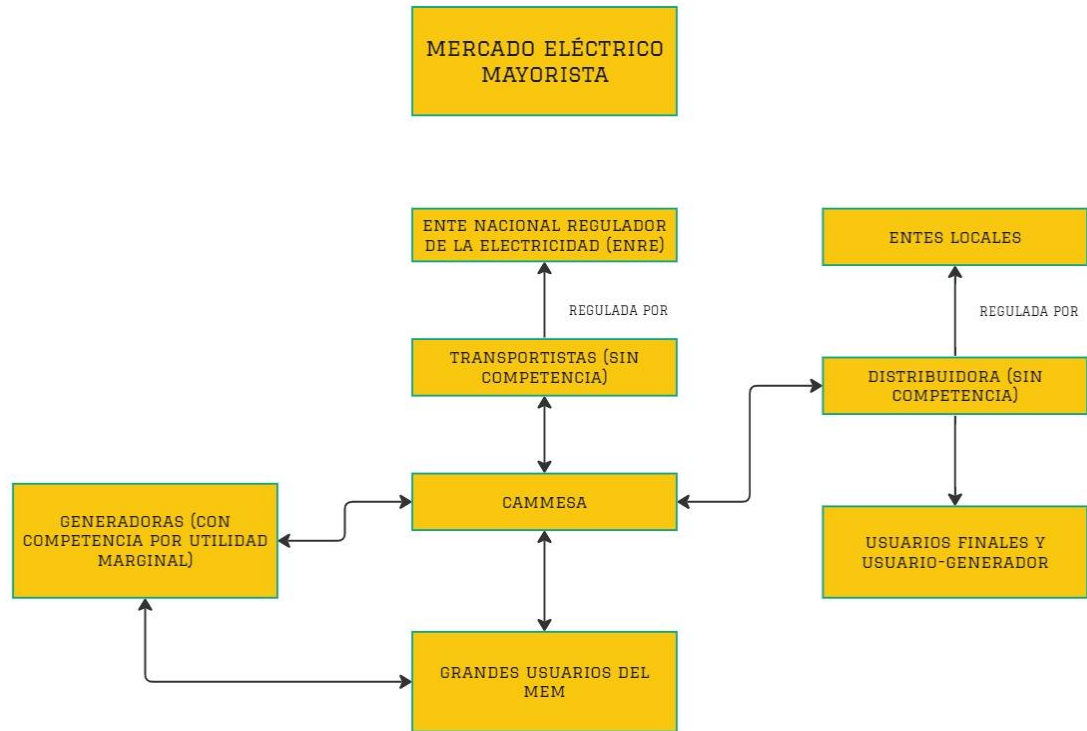 MERCADO ELÉCTRICO
MAYORISTA
ENTE NACIONAL REGULADOR
DE LA ELECTRICIDAD (ENRE)
ENTES LOCALES
REGULADA POR
REGULADA POR
TRANSPORTISTAS (SIN
COMPETENCIA)
DISTRIBUIDORA (SIN
COMPETENCIA)
CAMMESA
GENERADORAS (CON
COMPETENCIA POR UTILIDAD
MARGINAL)
USUARIOS FINALES Y
USUARIO-GENERADOR
GRANDES USUARIOS DEL
MEM